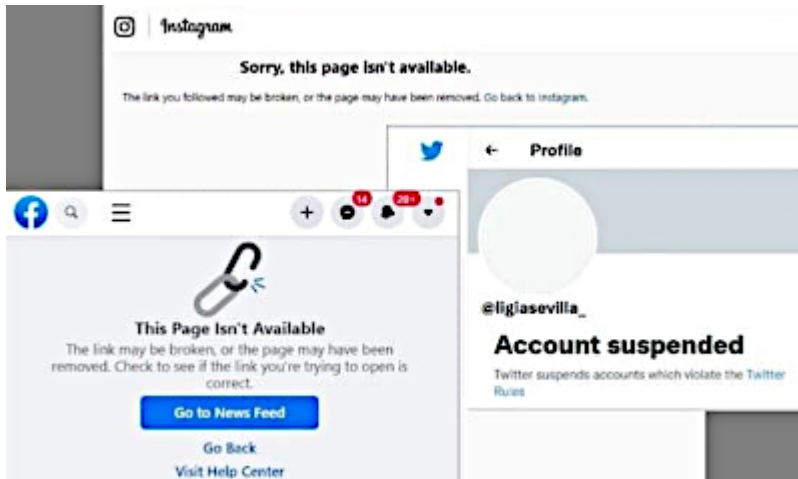 Instagram
Sorry, this page isn't available.
The link you followed may be broken, or the page may have been removed. Go back to Instagram.
Profile
@ligiasevilla_
Account suspended
Twitter suspends accounts which violate the Twitter
Rules
14
20+
This Page Isn't Available
The link may be broken, or the page may have been
removed. Check to see if the link you're trying to open is
correct.
Go to News Feed
Go Back
Visit Help Center